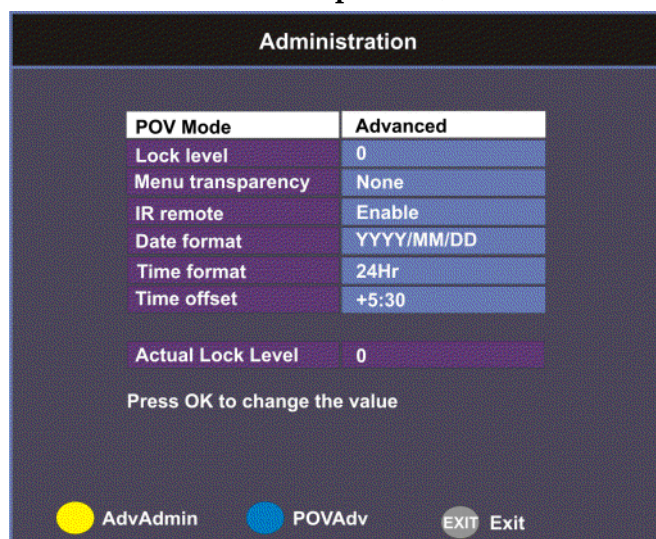 Administration
POV Mode Advanced
Lock level 0
Menu transparency None
IR remote Enable
Date format YYYY/MM/DD
Time format 24Hr
Time offset +5:30
Actual Lock Level 0
Press OK to change the value
AdvAdmin POVAdv EXIT Exit